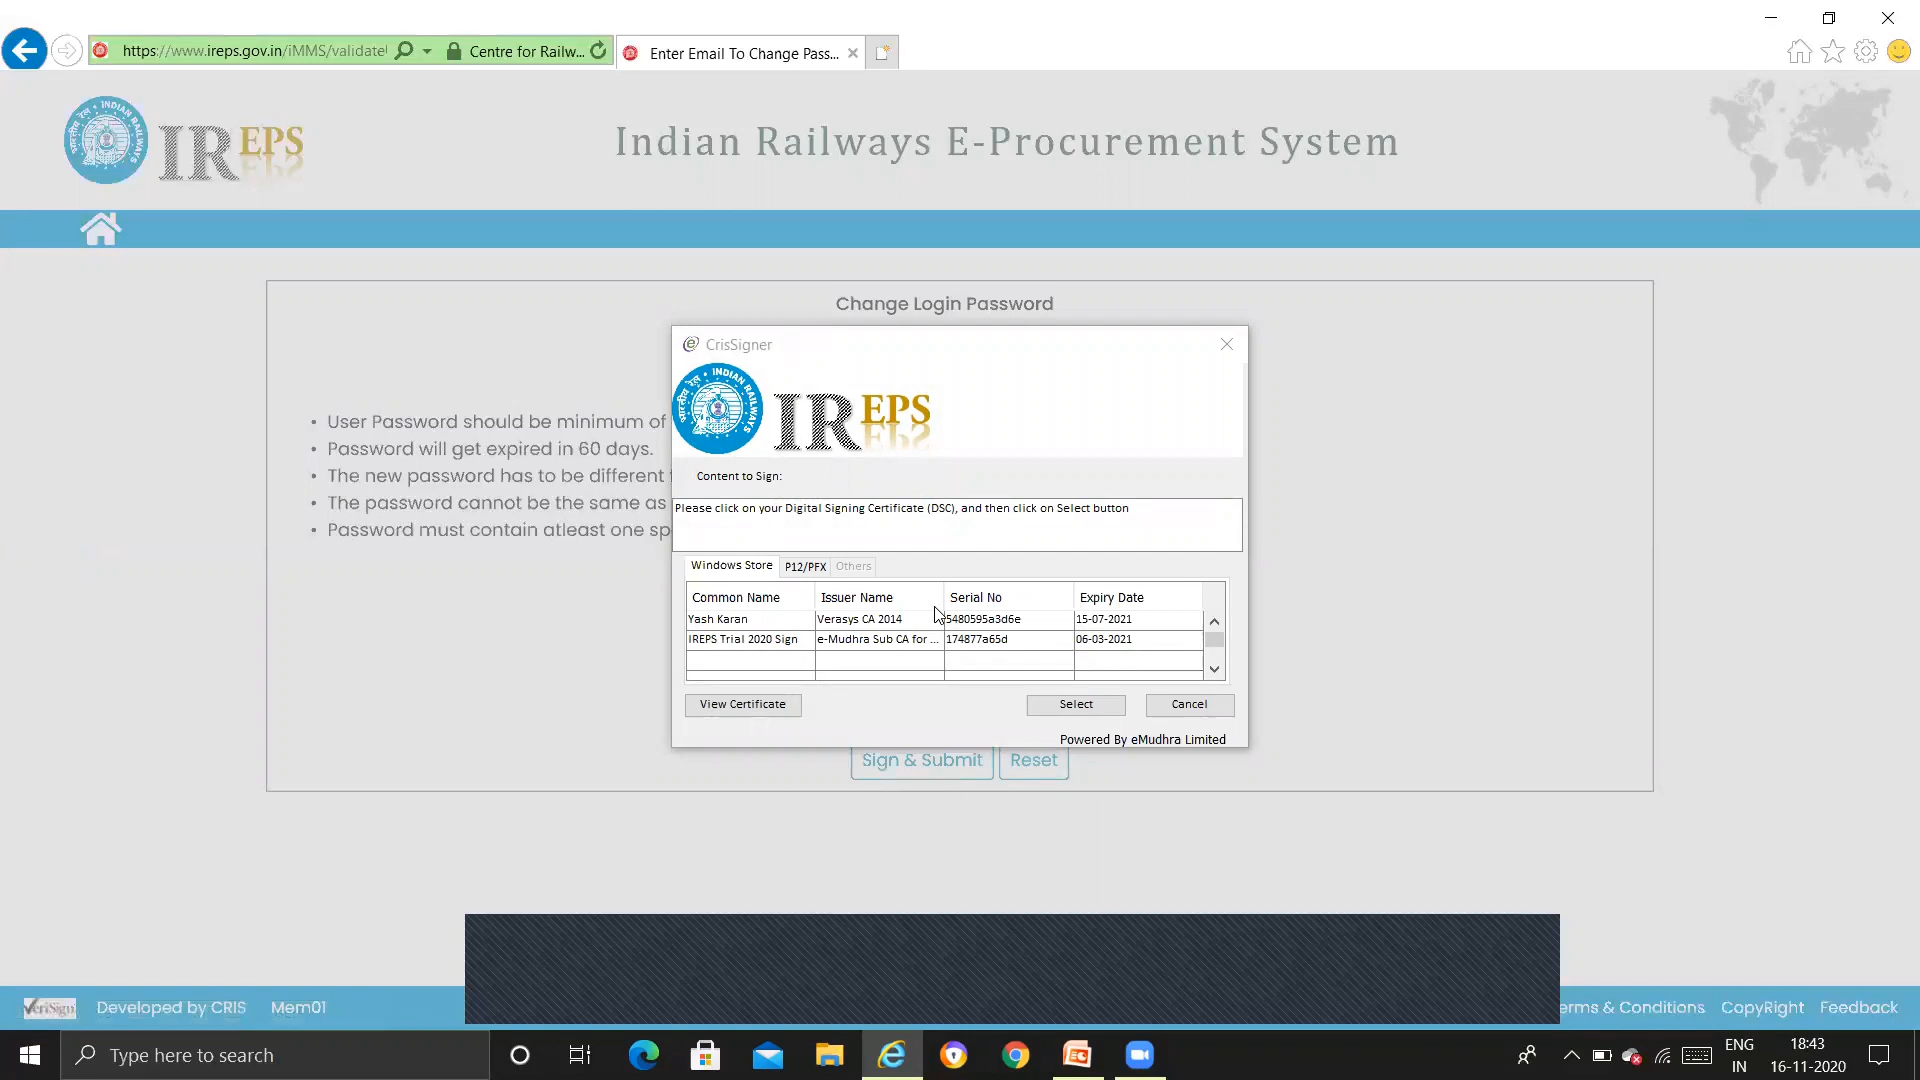 https://www.ireps.gov.in/iMMS/validate
Centre for Railw...
Enter Email To Change Pass...
INDIAN RAILWAYS
भारतीय रेल
IREPS
Indian Railways E-Procurement System
Change Login Password
• User Password should be minimum of
• Password will get expired in 60 days.
• The new password has to be different
• The password cannot be the same as
• Password must contain atleast one sp
CrisSigner
INDIAN RAILWAYS
भारतीय रेल
IREPS
Content to Sign:
Please click on your Digital Signing Certificate (DSC), and then click on Select button
Windows Store P12/PFX Others
Common Name Issuer Name Serial No Expiry Date
Yash Karan Verasys CA 2014 5480595a3d6e 15-07-2021
IREPS Trial 2020 Sign e-Mudhra Sub CA for ... 174877a65d 06-03-2021
View Certificate Select Cancel
Powered By eMudhra Limited
Sign & Submit Reset
VeriSign Developed by CRIS Mem01
erms & Conditions CopyRight Feedback
Type here to search
ENG
IN
18:43
16-11-2020